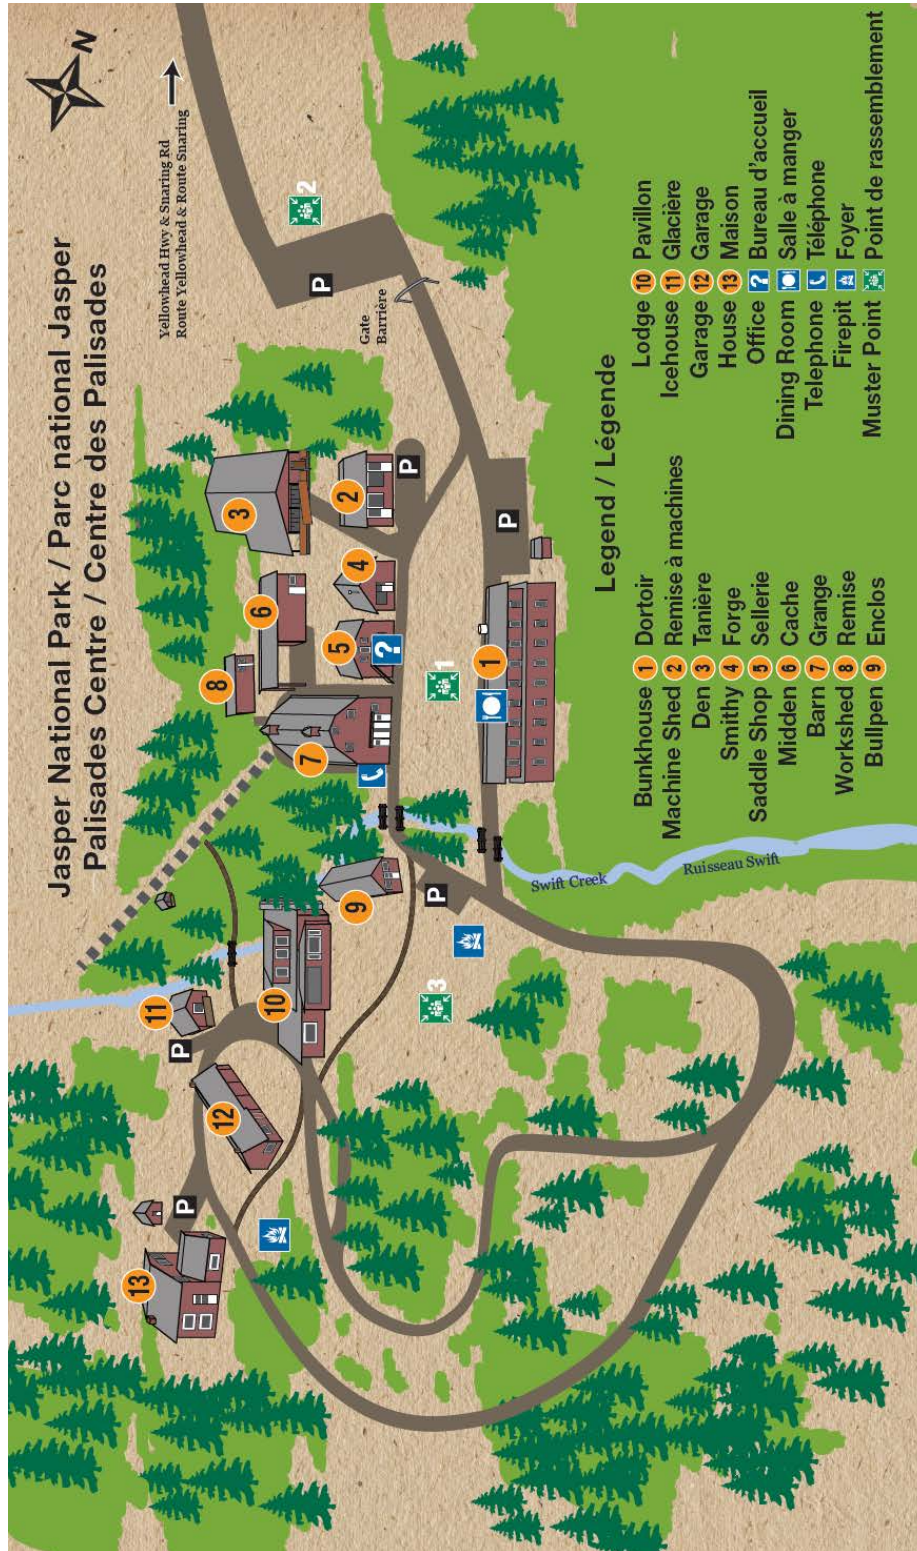 Jasper National Park / Parc national Jasper
Palisades Centre / Centre des Palisades
N
Yellowhead Hwy & Snaring Rd
Route Yellowhead & Route Snaring
Gate
Barrière
P
2
3
2
P
6
4
8
5
?
7
1
1
P
11
P
10
9
P
3
12
13
P
P
Swift Creek
Ruisseau Swift
Legend / Légende
Bunkhouse 1 Dortoir
Machine Shed 2 Remise à machines
Den 3 Tanière
Smithy 4 Forge
Saddle Shop 5 Sellerie
Midden 6 Cache
Barn 7 Grange
Workshed 8 Remise
Bullpen 9 Enclos
Lodge 10 Pavillon
Icehouse 11 Glacière
Garage 12 Garage
House 13 Maison
Office ? Bureau d'accueil
Dining Room Salle à manger
Telephone Téléphone
Firepit Foyer
Muster Point Point de rassemblement